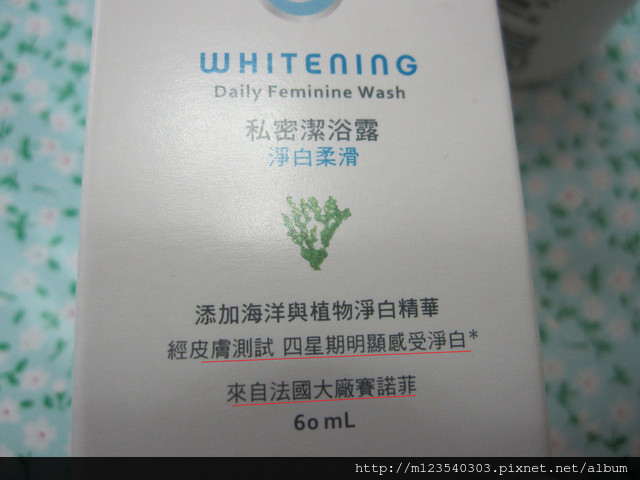 WHITENING
Daily Feminine Wash
私密潔浴露
淨白柔滑
添加海洋與植物淨白精華
經皮膚測試 四星期明顯感受淨白*
來自法國大廠賽諾菲
60 mL
http://m123540303.pixnet.net/album